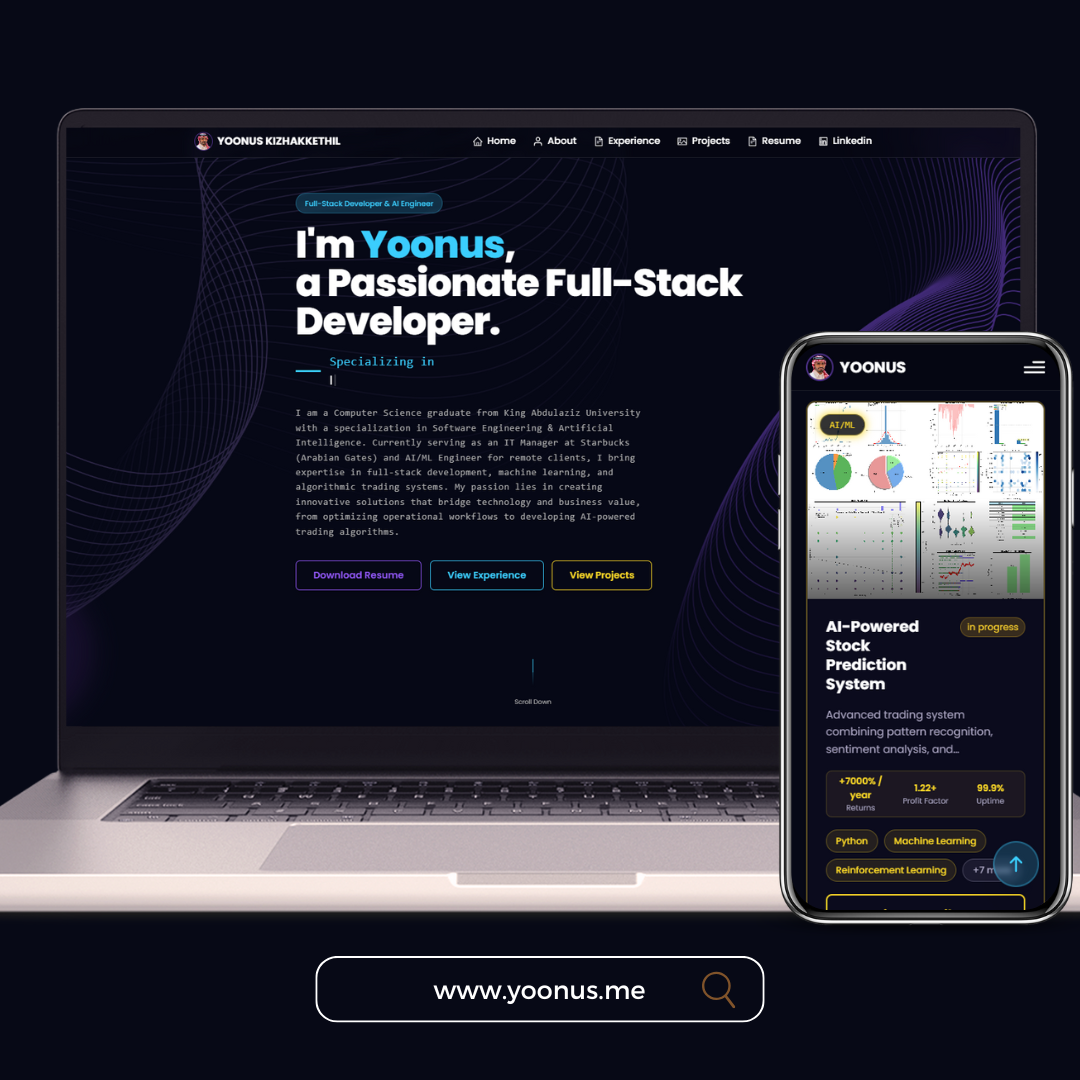 YOONUS KIZHAKKETHIL
Home
About
Experience
Projects
Resume
Linkedin
Full-Stack Developer & AI Engineer
I'm Yoonus,
a Passionate Full-Stack
Developer.
Specializing in
I am a Computer Science graduate from King Abdulaziz University
with a specialization in Software Engineering & Artificial
Intelligence. Currently serving as an IT Manager at Starbucks
(Arabian Gates) and AI/ML Engineer for remote clients, I bring
expertise in full-stack development, machine learning, and
algorithmic trading systems. My passion lies in creating
innovative solutions that bridge technology and business value,
from optimizing operational workflows to developing AI-powered
trading algorithms.
Download Resume
View Experience
View Projects
Scroll Down
YOONUS
AI/ML
AI-Powered
Stock
Prediction
System
in progress
Advanced trading system
combining pattern recognition,
sentiment analysis, and...
+7000% /
year
Returns
1.22+
Profit Factor
99.9%
Uptime
Python
Machine Learning
Reinforcement Learning
+7
www.yoonus.me